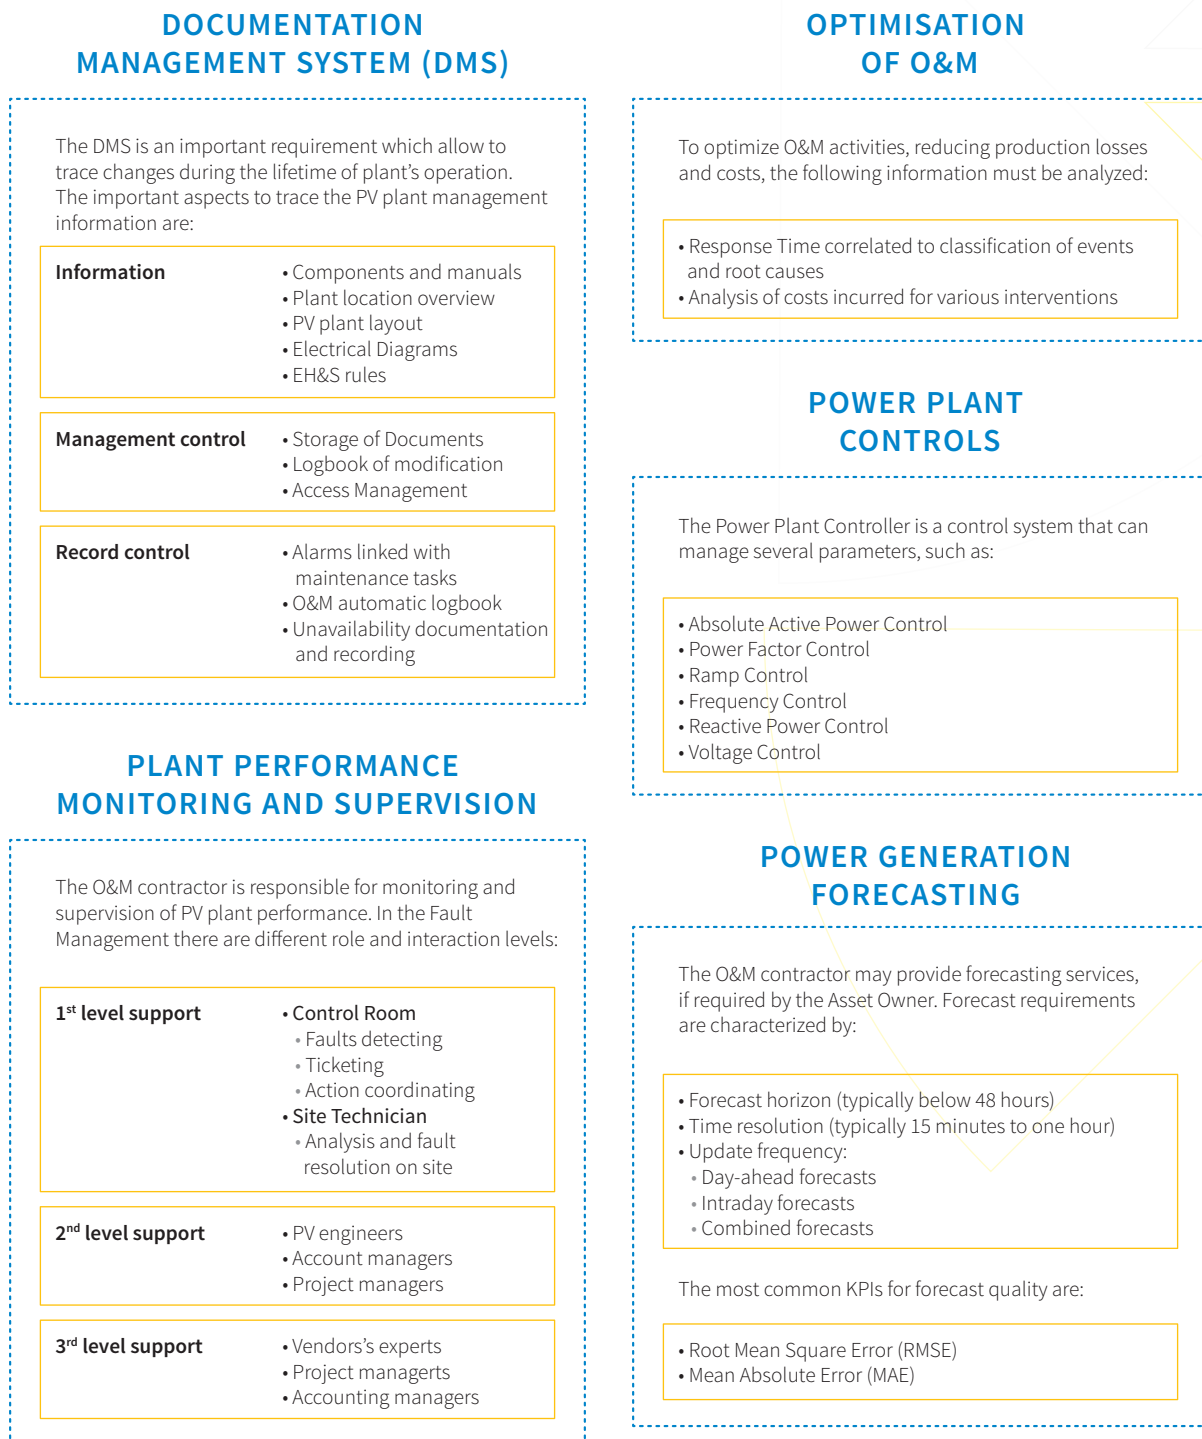 DOCUMENTATION
MANAGEMENT SYSTEM (DMS)
The DMS is an important requirement which allow to
trace changes during the lifetime of plant’s operation.
The important aspects to trace the PV plant management
information are:
Information
• Components and manuals
• Plant location overview
• PV plant layout
• Electrical Diagrams
• EH&S rules
Management control
• Storage of Documents
• Logbook of modification
• Access Management
Record control
• Alarms linked with
maintenance tasks
• O&M automatic logbook
• Unavailability documentation
and recording
PLANT PERFORMANCE
MONITORING AND SUPERVISION
The O&M contractor is responsible for monitoring and
supervision of PV plant performance. In the Fault
Management there are different role and interaction levels:
1st level support
• Control Room
• Faults detecting
• Ticketing
• Action coordinating
• Site Technician
• Analysis and fault
resolution on site
2nd level support
• PV engineers
• Account managers
• Project managers
3rd level support
• Vendors’s experts
• Project managerts
• Accounting managers
OPTIMISATION
OF O&M
To optimize O&M activities, reducing production losses
and costs, the following information must be analyzed:
• Response Time correlated to classification of events
and root causes
• Analysis of costs incurred for various interventions
POWER PLANT
CONTROLS
The Power Plant Controller is a control system that can
manage several parameters, such as:
• Absolute Active Power Control
• Power Factor Control
• Ramp Control
• Frequency Control
• Reactive Power Control
• Voltage Control
POWER GENERATION
FORECASTING
The O&M contractor may provide forecasting services,
if required by the Asset Owner. Forecast requirements
are characterized by:
• Forecast horizon (typically below 48 hours)
• Time resolution (typically 15 minutes to one hour)
• Update frequency:
• Day-ahead forecasts
• Intraday forecasts
• Combined forecasts
The most common KPIs for forecast quality are:
• Root Mean Square Error (RMSE)
• Mean Absolute Error (MAE)